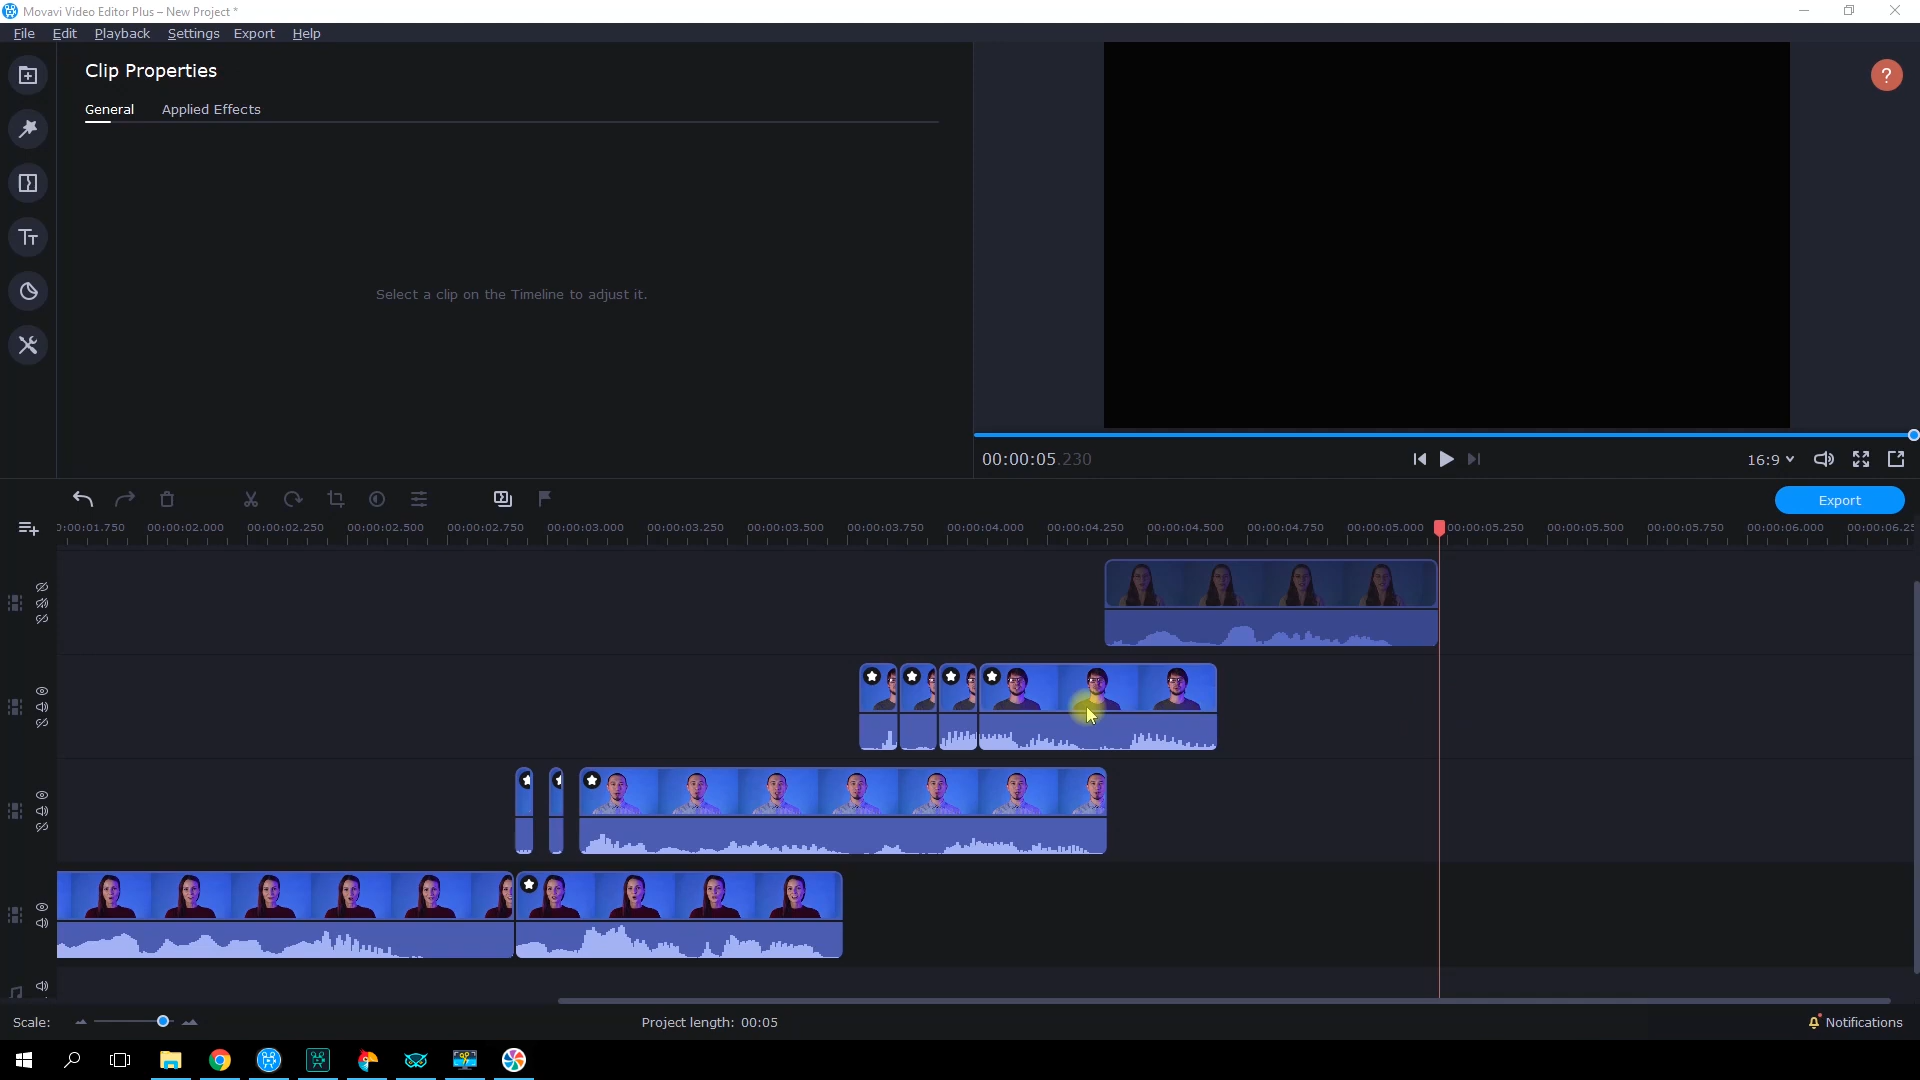 Movavi Video Editor Plus – New Project *
File Edit Playback Settings Export Help
Clip Properties
General Applied Effects
Select a clip on the Timeline to adjust it.
?
00:00:05.230
16:9
Export
0:00:01.750 00:00:02.000 00:00:02.250 00:00:02.500 00:00:02.750 00:00:03.000 00:00:03.250 00:00:03.500 00:00:03.750 00:00:04.000 00:00:04.250 00:00:04.500 00:00:04.750 00:00:05.000 00:00:05.250 00:00:05.500 00:00:05.750 00:00:06.000 00:00:06.25
Scale:
Project length: 00:05
Notifications